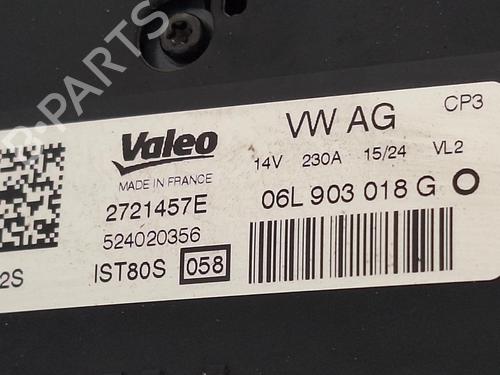 PARTS
Valeo
MADE IN FRANCE
2721457E
524020356
IST80S 058
2S
VW AG
CP3
14V 230A 15/24 VL2
06L 903 018 G O